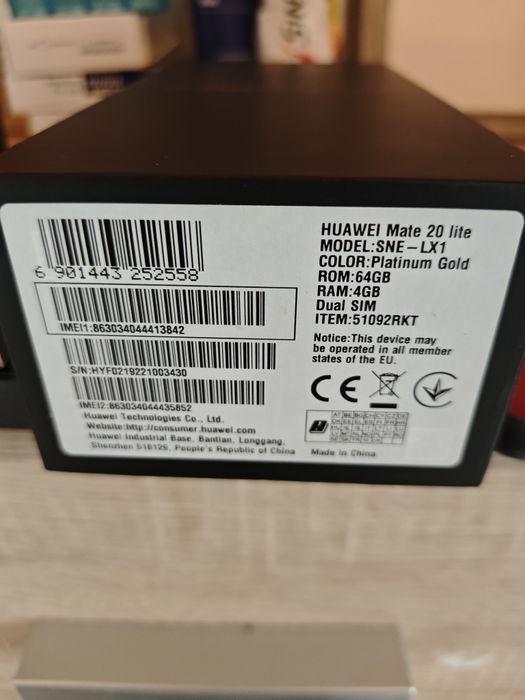 HUAWEI Mate 20 lite
MODEL:SNE-LX1
COLOR:Platinum Gold
ROM:64GB
RAM:4GB
Dual SIM
ITEM:51092RKT
Notice:This device may
be operated in all member
states of the EU.
CE
Made in China
6 901443 252558
IMEI1:863034044413842
S/N:HYF0219221003430
IMEI2:863034044435852
Huawei Technologies Co., Ltd.
Website:http://consumer.huawei.com
Huawei Industrial Base, Bantian, Longgang,
Shenzhen 518129, People's Republic of China